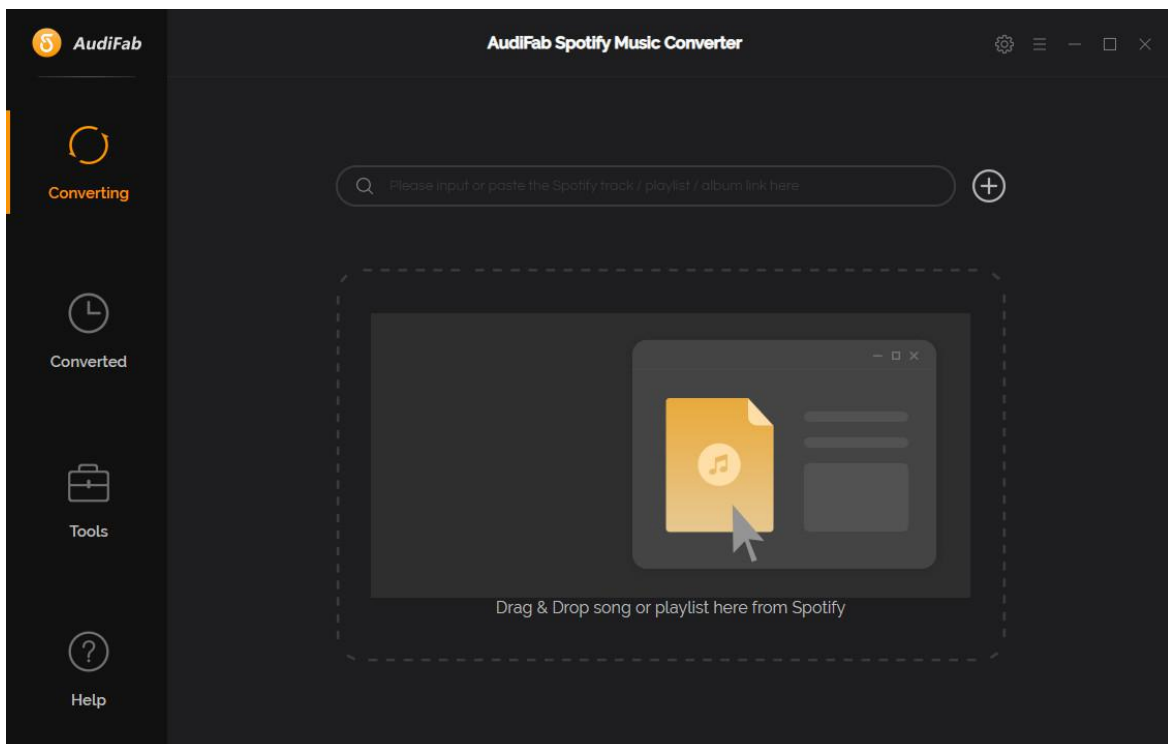 AudiFab
AudiFab Spotify Music Converter
Converting
Please input or paste the Spotify track / playlist / album link here
Converted
Tools
Drag & Drop song or playlist here from Spotify
Help